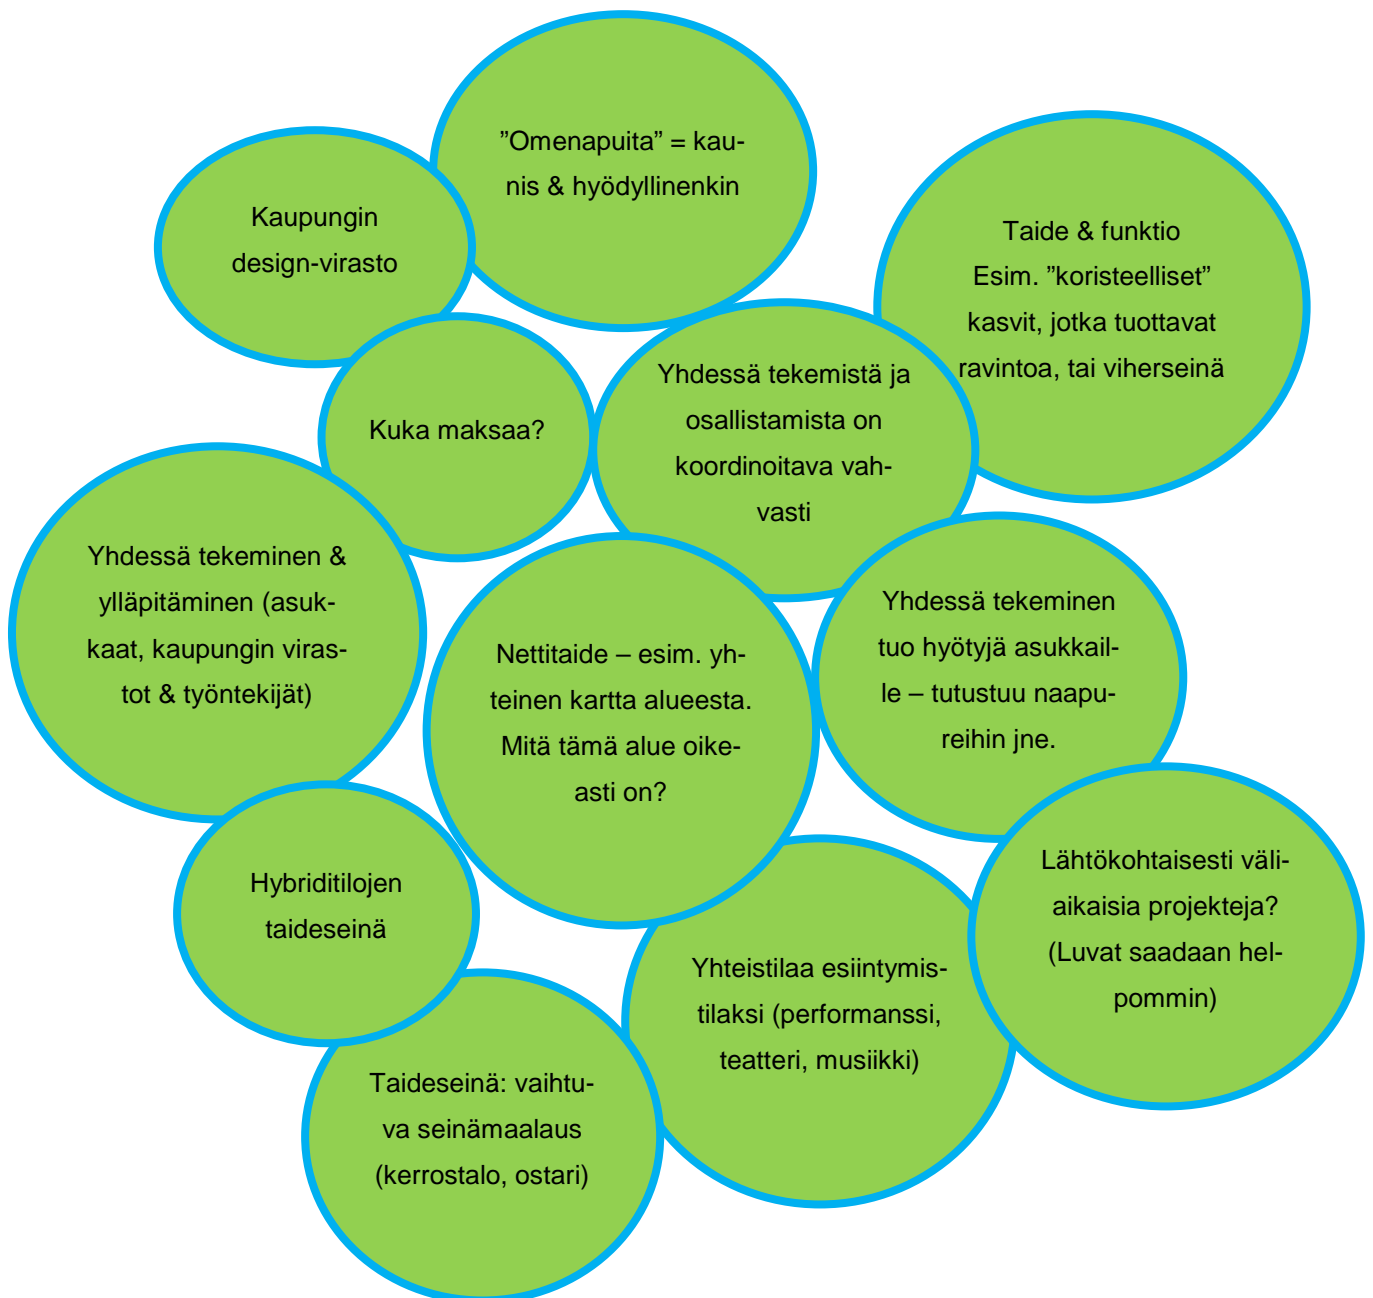 ”Omenapuita” = kau-
nis & hyödyllinenkin
Kaupungin
design-virasto
Taide & funktio
Esim. ”koristeelliset”
kasvit, jotka tuottavat
ravintoa, tai viherseinä
Kuka maksaa?
Yhdessä tekemistä ja
osallistamista on
koordinoitava vah-
vasti
Yhdessä tekeminen &
ylläpitäminen (asuk-
kaat, kaupungin viras-
tot & työntekijät)
Nettitaide – esim. yh-
teinen kartta alueesta.
Mitä tämä alue oike-
asti on?
Yhdessä tekeminen
tuo hyötyjä asukkail-
le – tutustuu naapu-
reihin jne.
Hybriditilojen
taideseinä
Lähtökohtaisesti väli-
aikaisia projekteja?
(Luvat saadaan hel-
pommin)
Yhteistilaa esiintymis-
tilaksi (performanssi,
teatteri, musiikki)
Taideseinä: vaihtu-
va seinämaalaus
(kerrostalo, ostari)